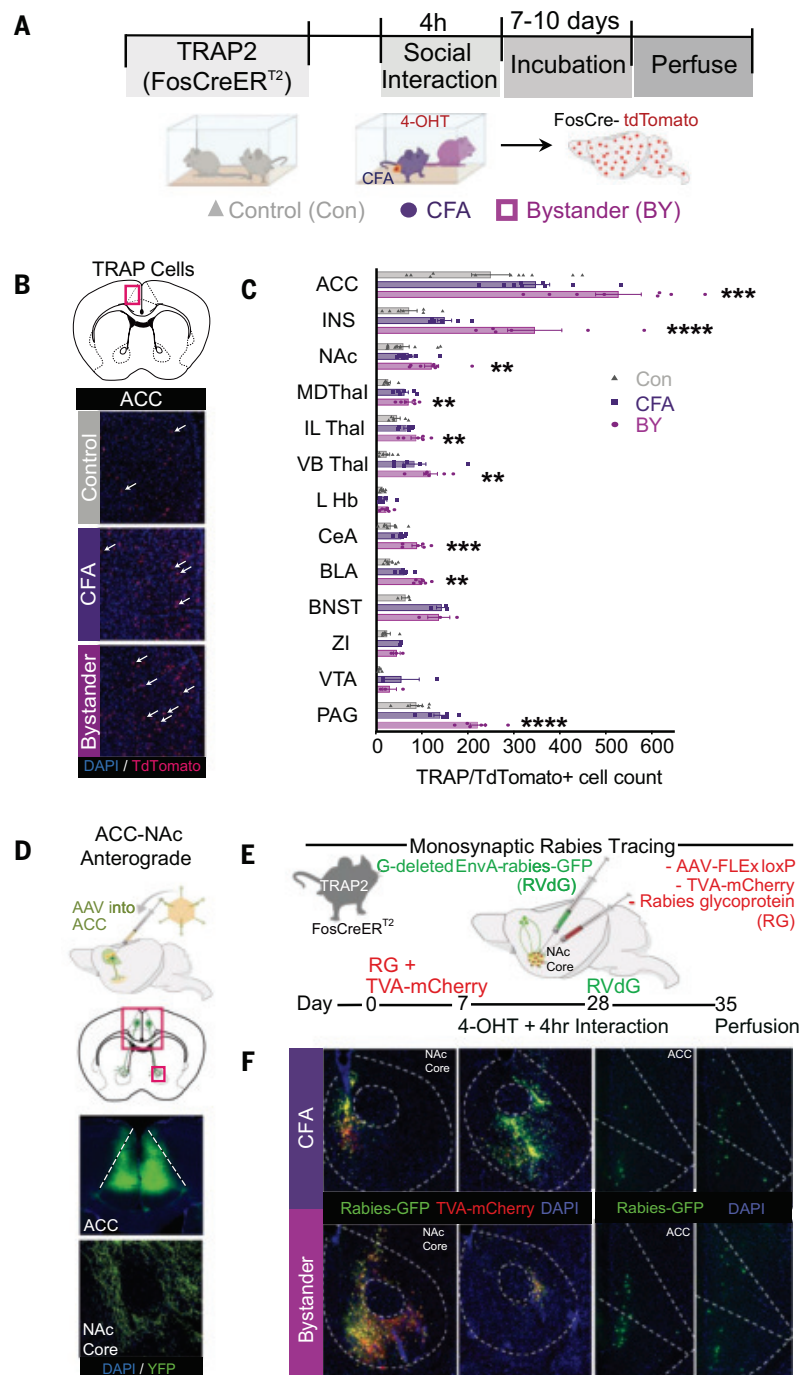 A
4h
7-10 days
TRAP2
(FosCreER^T2)
Social
Interaction
Incubation
Perfuse
4-OHT
CFA
FosCre- tdTomato
Control (Con)
CFA
Bystander (BY)
B
TRAP Cells
ACC
Control
CFA
Bystander
DAPI / TdTomato
C
ACC
***
INS
****
NAc
**
MDThal
**
IL Thal
**
VB Thal
**
L Hb
CeA
***
BLA
**
BNST
ZI
VTA
PAG
****
Con
CFA
BY
0 100 200 300 400 500 600
TRAP/TdTomato+ cell count
D
ACC-NAc
Anterograde
AAV into
ACC
ACC
NAc
Core
DAPI / YFP
E
Monosynaptic Rabies Tracing
TRAP2
FosCreER^T2
G-deleted EnvA-rabies-GFP
(RVdG)
- AAV-FLEx loxP
- TVA-mCherry
- Rabies glycoprotein
(RG)
NAc
Core
RG +
TVA-mCherry
RVdG
Day 0 7 28 35
4-OHT + 4hr Interaction
Perfusion
F
CFA
NAc
Core
ACC
Rabies-GFP TVA-mCherry DAPI
Rabies-GFP DAPI
Bystander
NAc
Core
ACC